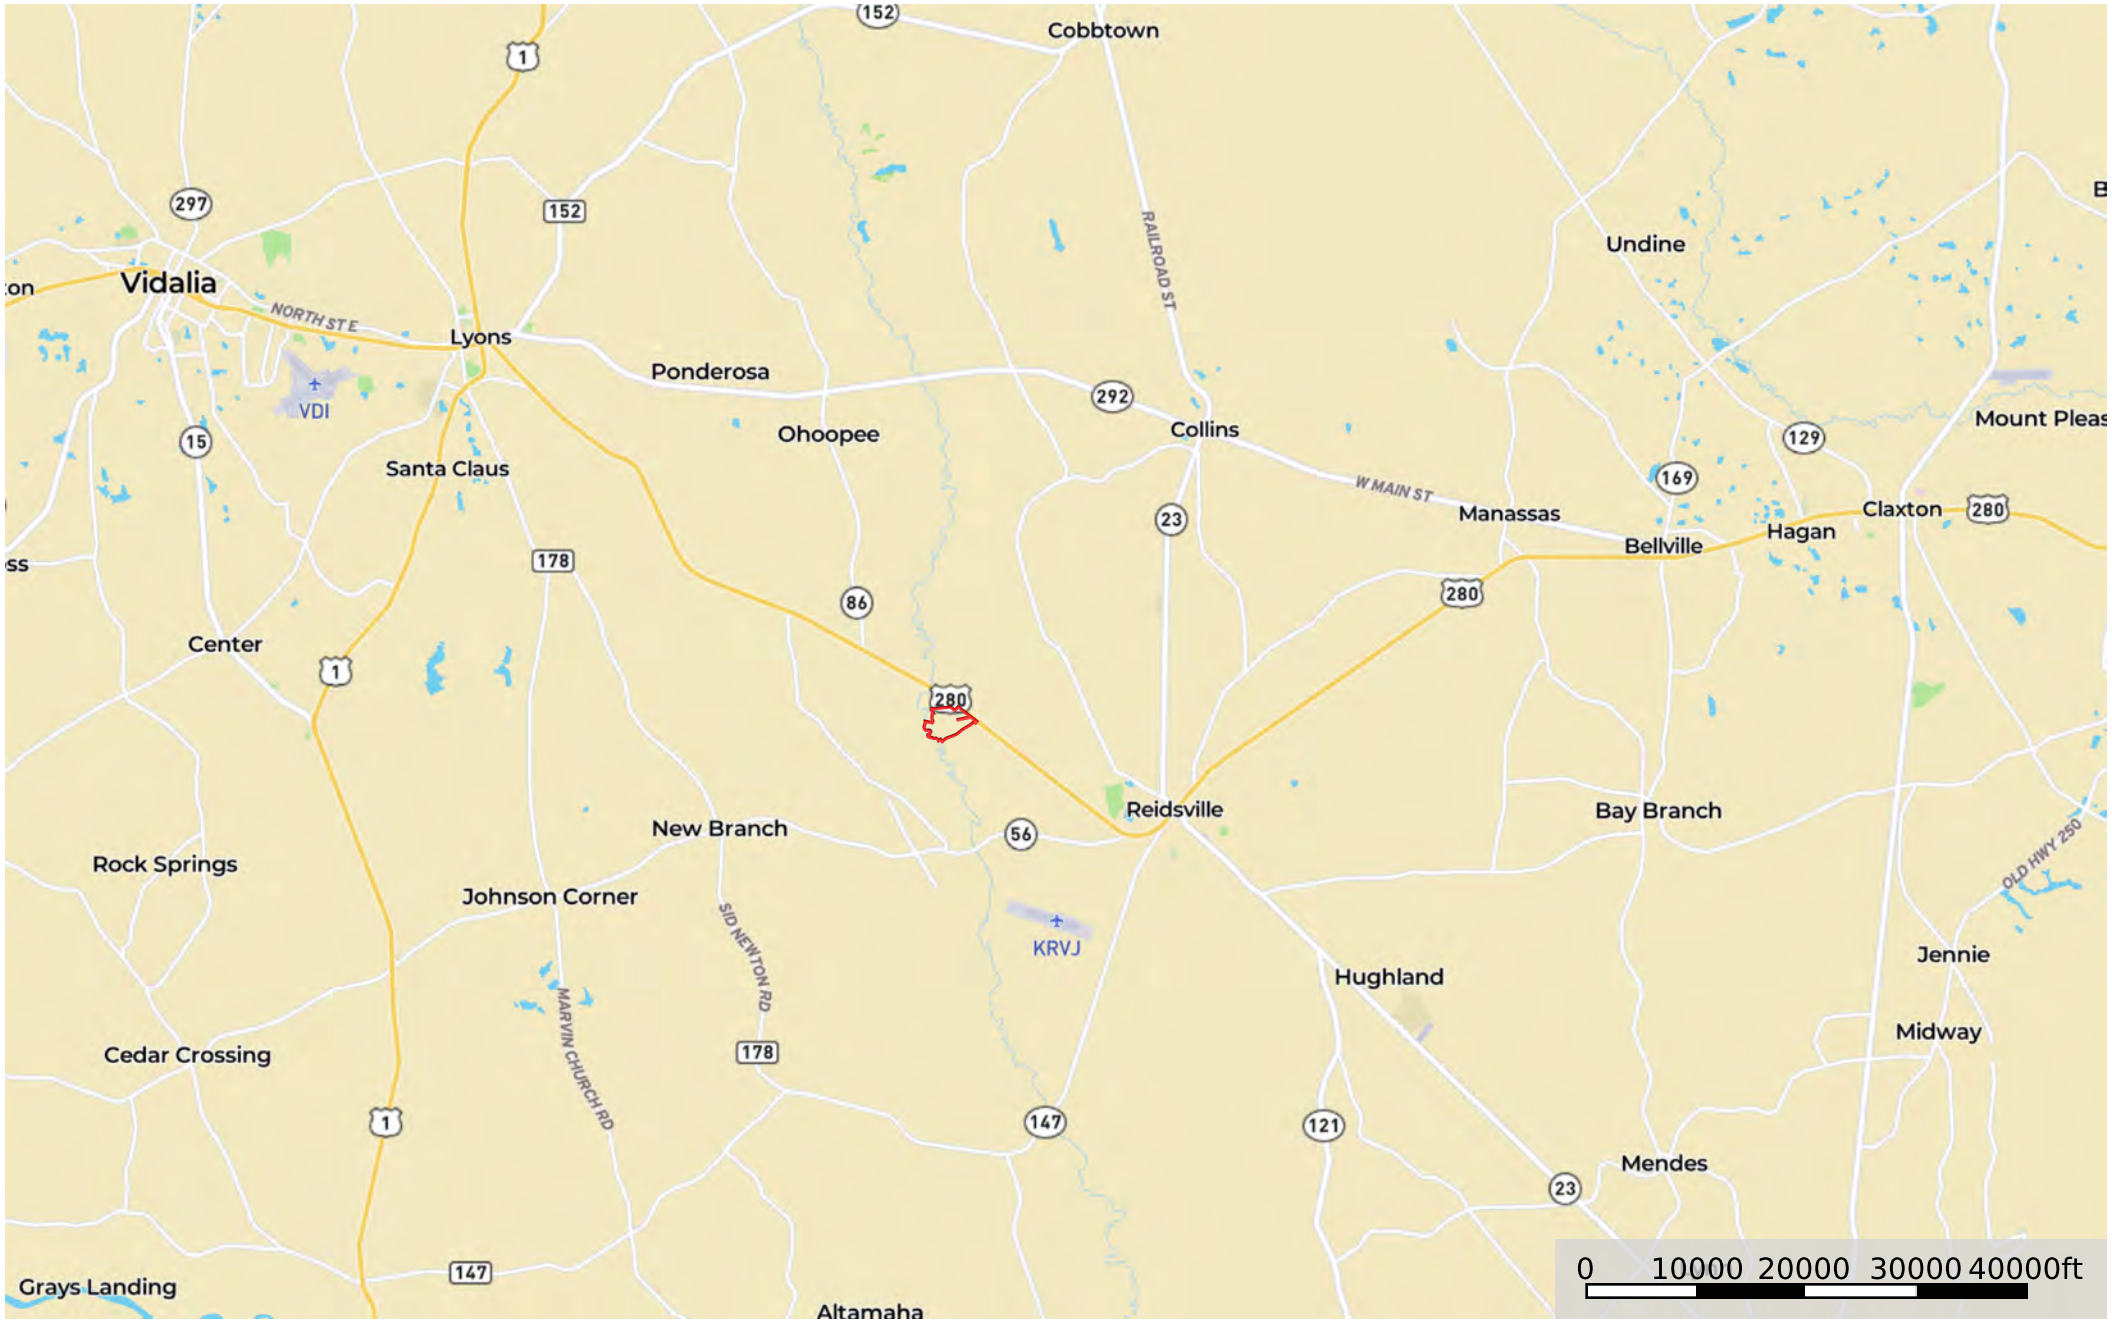 152
Cobbtown
1
297
152
B
RAILROAD ST
Undine
Vidalia
ton
NORTH ST E
Lyons
Ponderosa
VDI
292
Ohoopee
Collins
129
Mount Pleas
15
Santa Claus
169
W MAIN ST
23
Manassas
Claxton
280
Hagan
Bellville
178
ss
280
86
Center
1
280
Reidsville
Bay Branch
New Branch
56
OLD HWY 250
Rock Springs
Johnson Corner
SID NEWTON RD
KRVJ
Jennie
Hughland
MARVIN CHURCH RD
Midway
Cedar Crossing
178
1
147
121
Mendes
23
147
Grays Landing
Altamaha
0 10000 20000 30000 40000ft